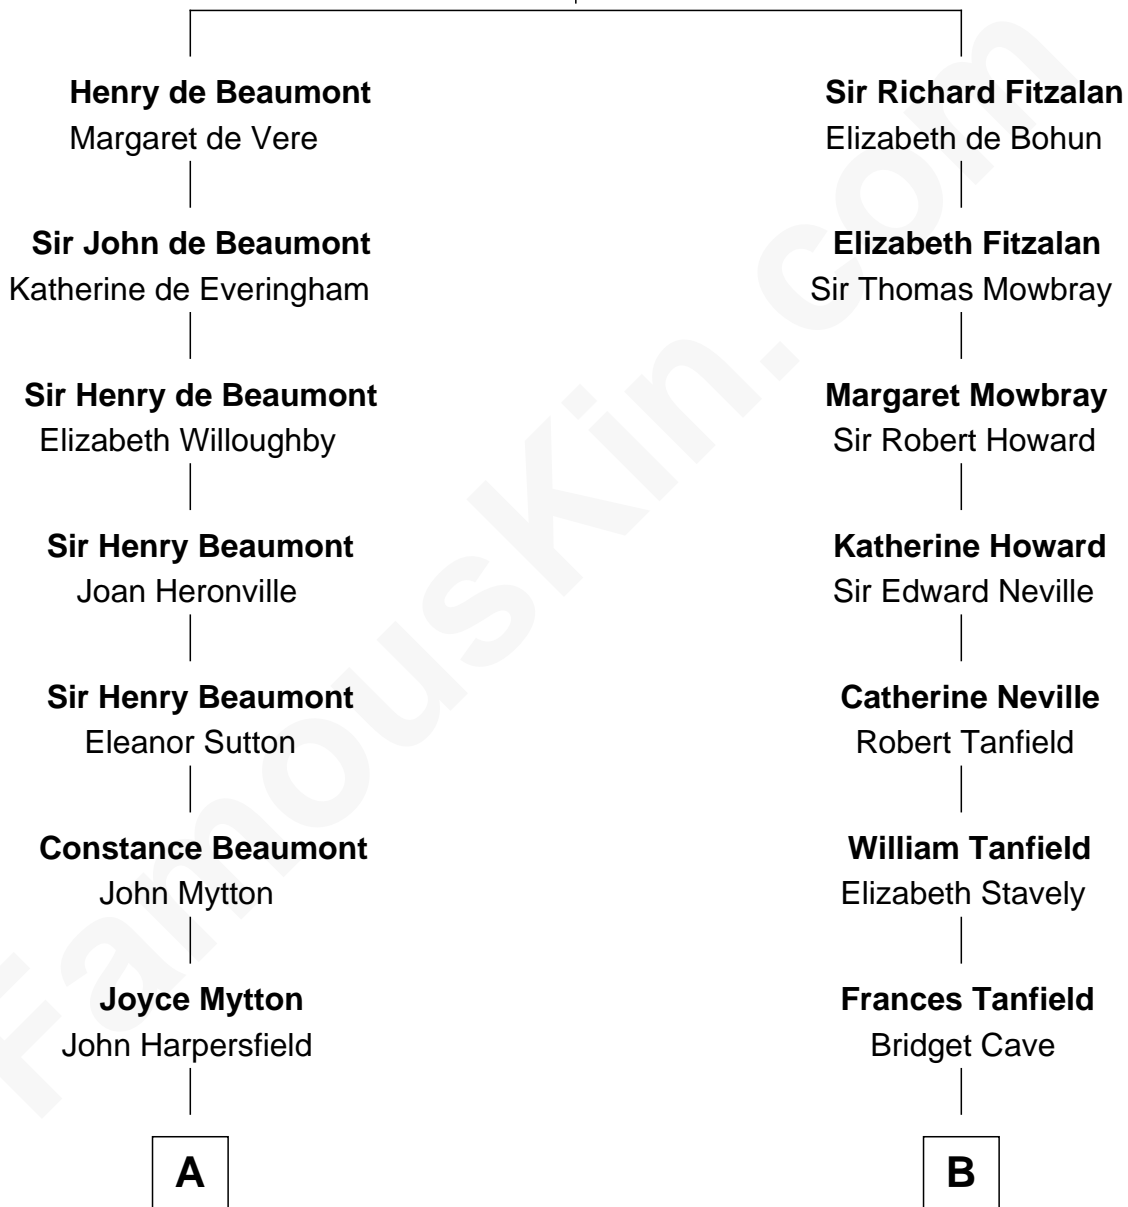 Henry de Beaumont
Margaret de Vere
Sir John de Beaumont
Katherine de Everingham
Sir Henry de Beaumont
Elizabeth Willoughby
Sir Henry Beaumont
Joan Heronville
Sir Henry Beaumont
Eleanor Sutton
Constance Beaumont
John Mytton
Joyce Mytton
John Harpersfield
A
Sir Richard Fitzalan
Elizabeth de Bohun
Elizabeth Fitzalan
Sir Thomas Mowbray
Margaret Mowbray
Sir Robert Howard
Katherine Howard
Sir Edward Neville
Catherine Neville
Robert Tanfield
William Tanfield
Elizabeth Stavely
Frances Tanfield
Bridget Cave
B
FamousKin.com